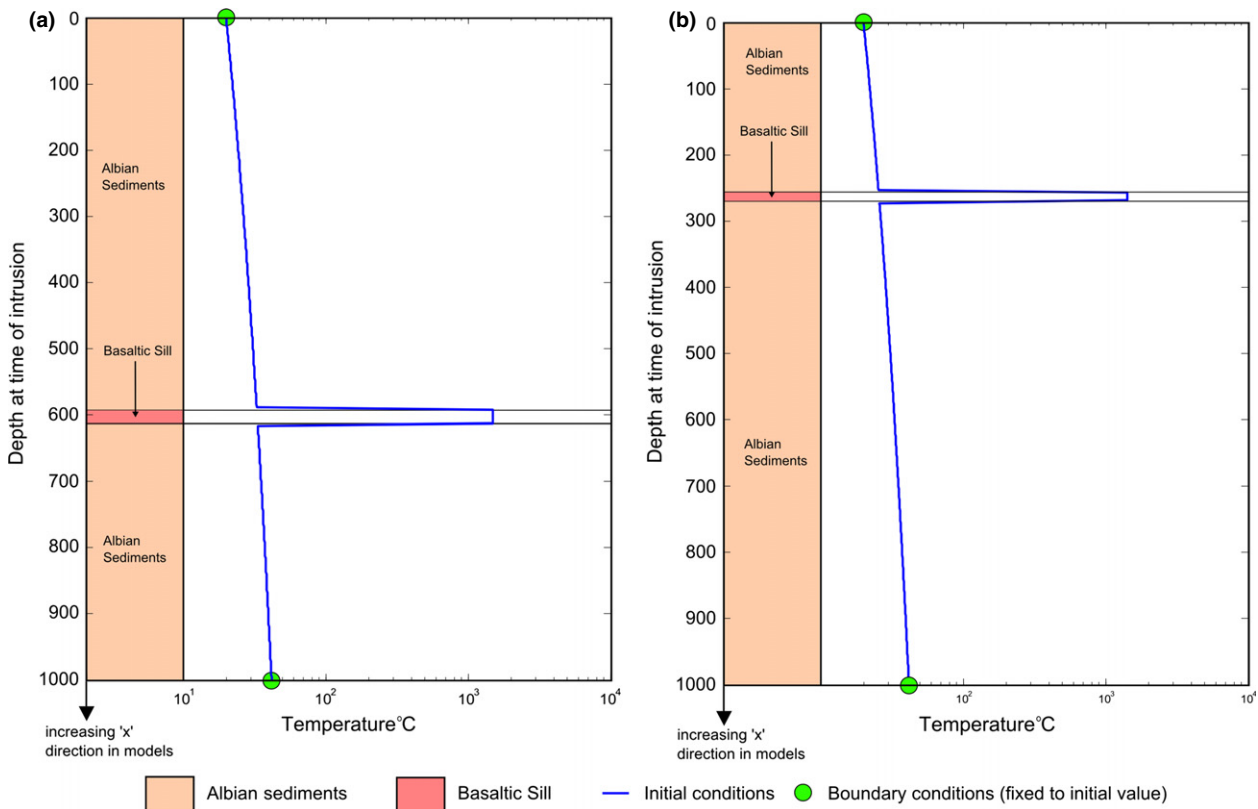 (a)
0
100
200
300
400
500
600
700
800
900
1000
Depth at time of intrusion
Albian
Sediments
Basaltic Sill
Albian
Sediments
10¹
10²
10³
10⁴
Temperature°C
increasing 'x'
direction in models
(b)
0
100
200
300
400
500
600
700
800
900
1000
Depth at time of intrusion
Albian
Sediments
Basaltic Sill
Albian
Sediments
10²
10³
10⁴
Temperature°C
increasing 'x'
direction in models
Albian sediments
Basaltic Sill
Initial conditions
Boundary conditions (fixed to initial value)